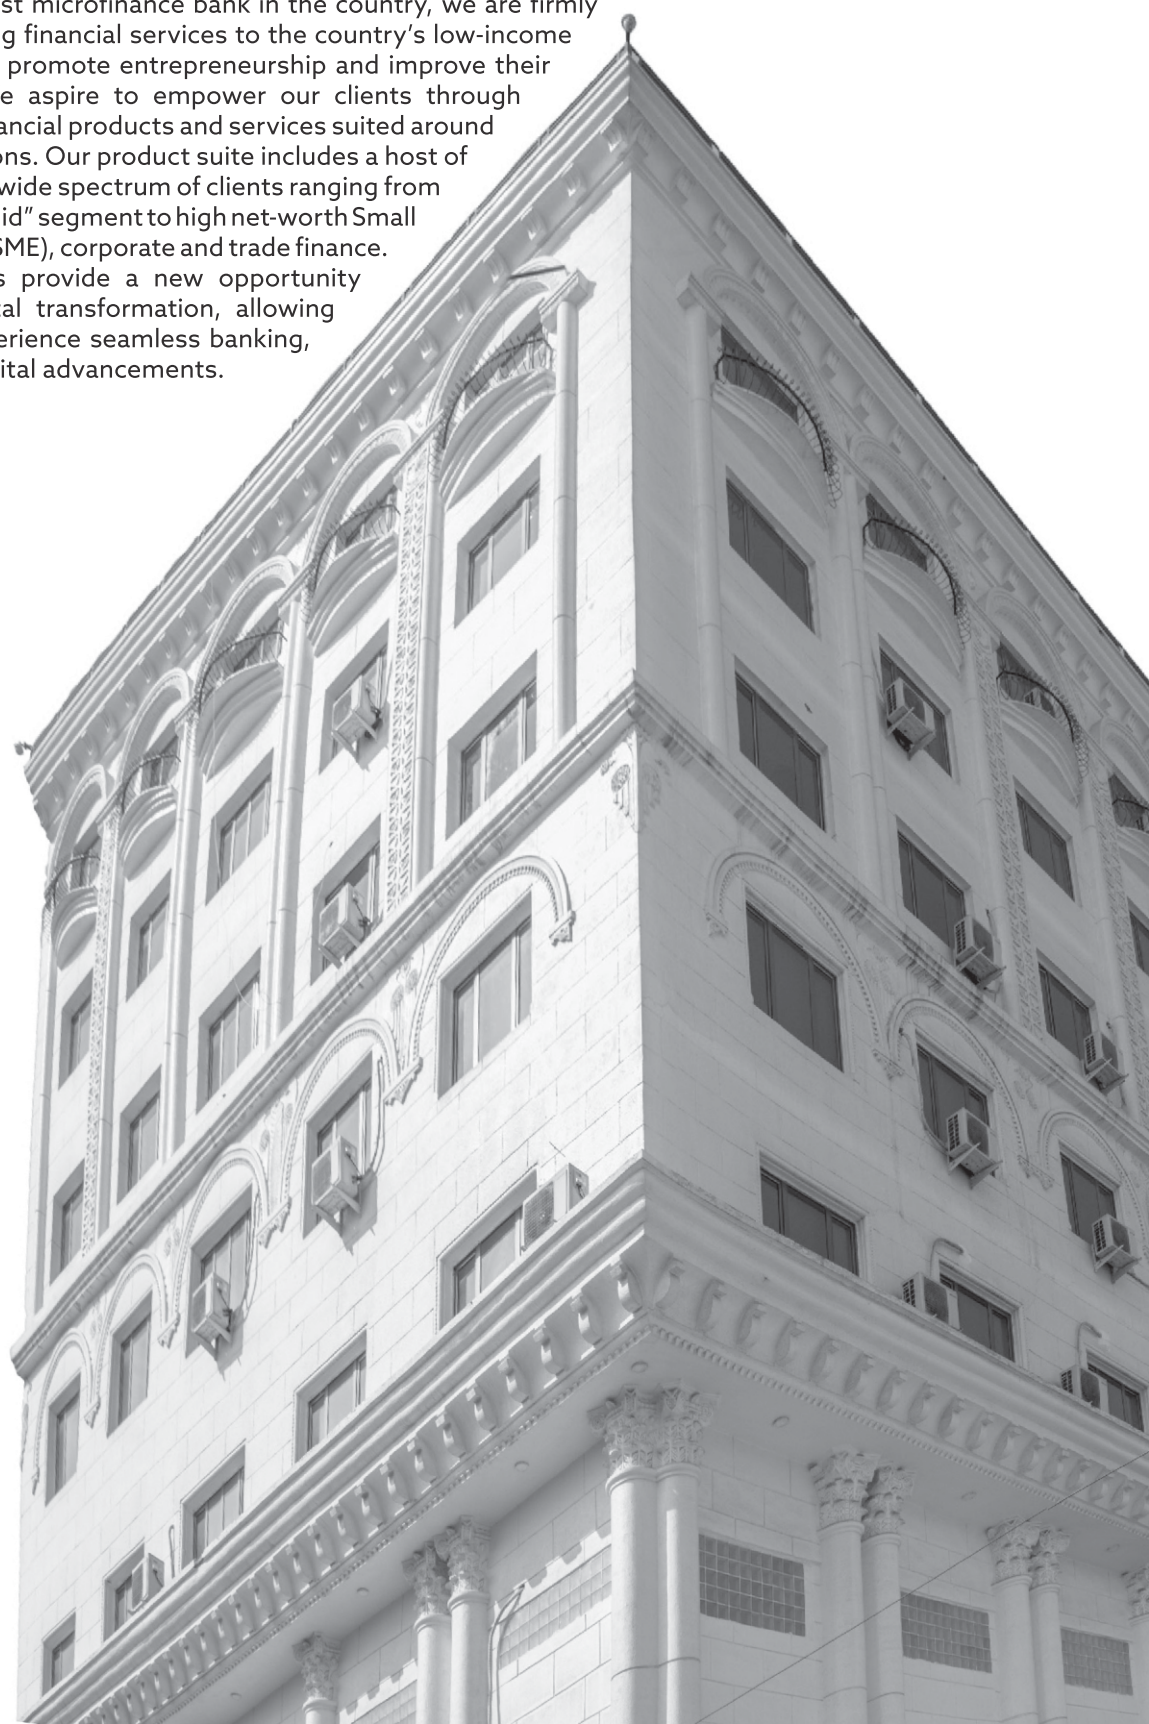 st microfinance bank in the country, we are firmly
g financial services to the country's low-income
promote entrepreneurship and improve their
e aspire to empower our clients through
ancial products and services suited around
ons. Our product suite includes a host of
wide spectrum of clients ranging from
id" segment to high net-worth Small
SME), corporate and trade finance.
s provide a new opportunity
tal transformation, allowing
erience seamless banking,
ital advancements.